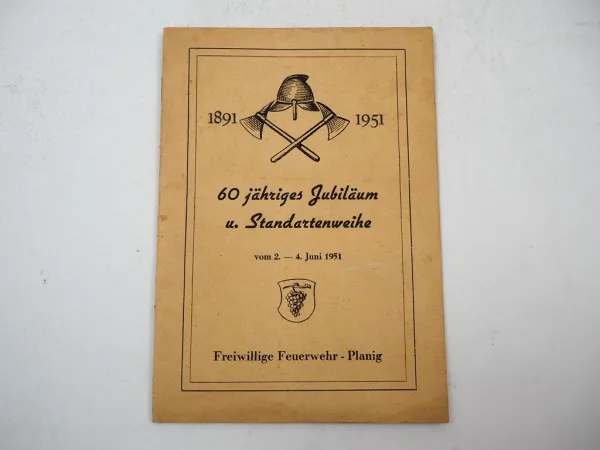 1891 1951
60 jähriges Jubiläum
u. Standartenweihe
vom 2. — 4. Juni 1951
Freiwillige Feuerwehr - Planig